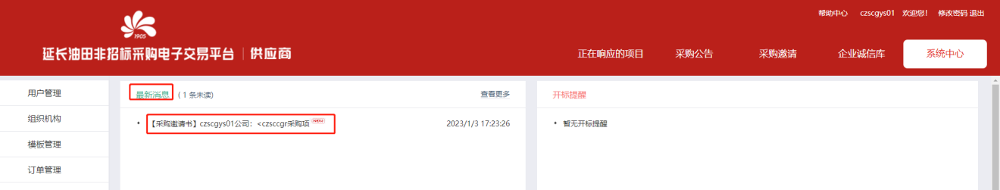 帮助中心 czscgys01 欢迎您! 修改密码 退出
1905
延长油田非招标采购电子交易平台 | 供应商
正在响应的项目 采购公告 采购邀请 企业诚信库 系统中心
用户管理
组织机构
模板管理
订单管理
最新消息 ( 1 条未读) 查看更多
• 【采购邀请书】czscgys01公司：<czsccgr采购项 NEW 2023/1/3 17:23:26
开标提醒
• 暂无开标提醒